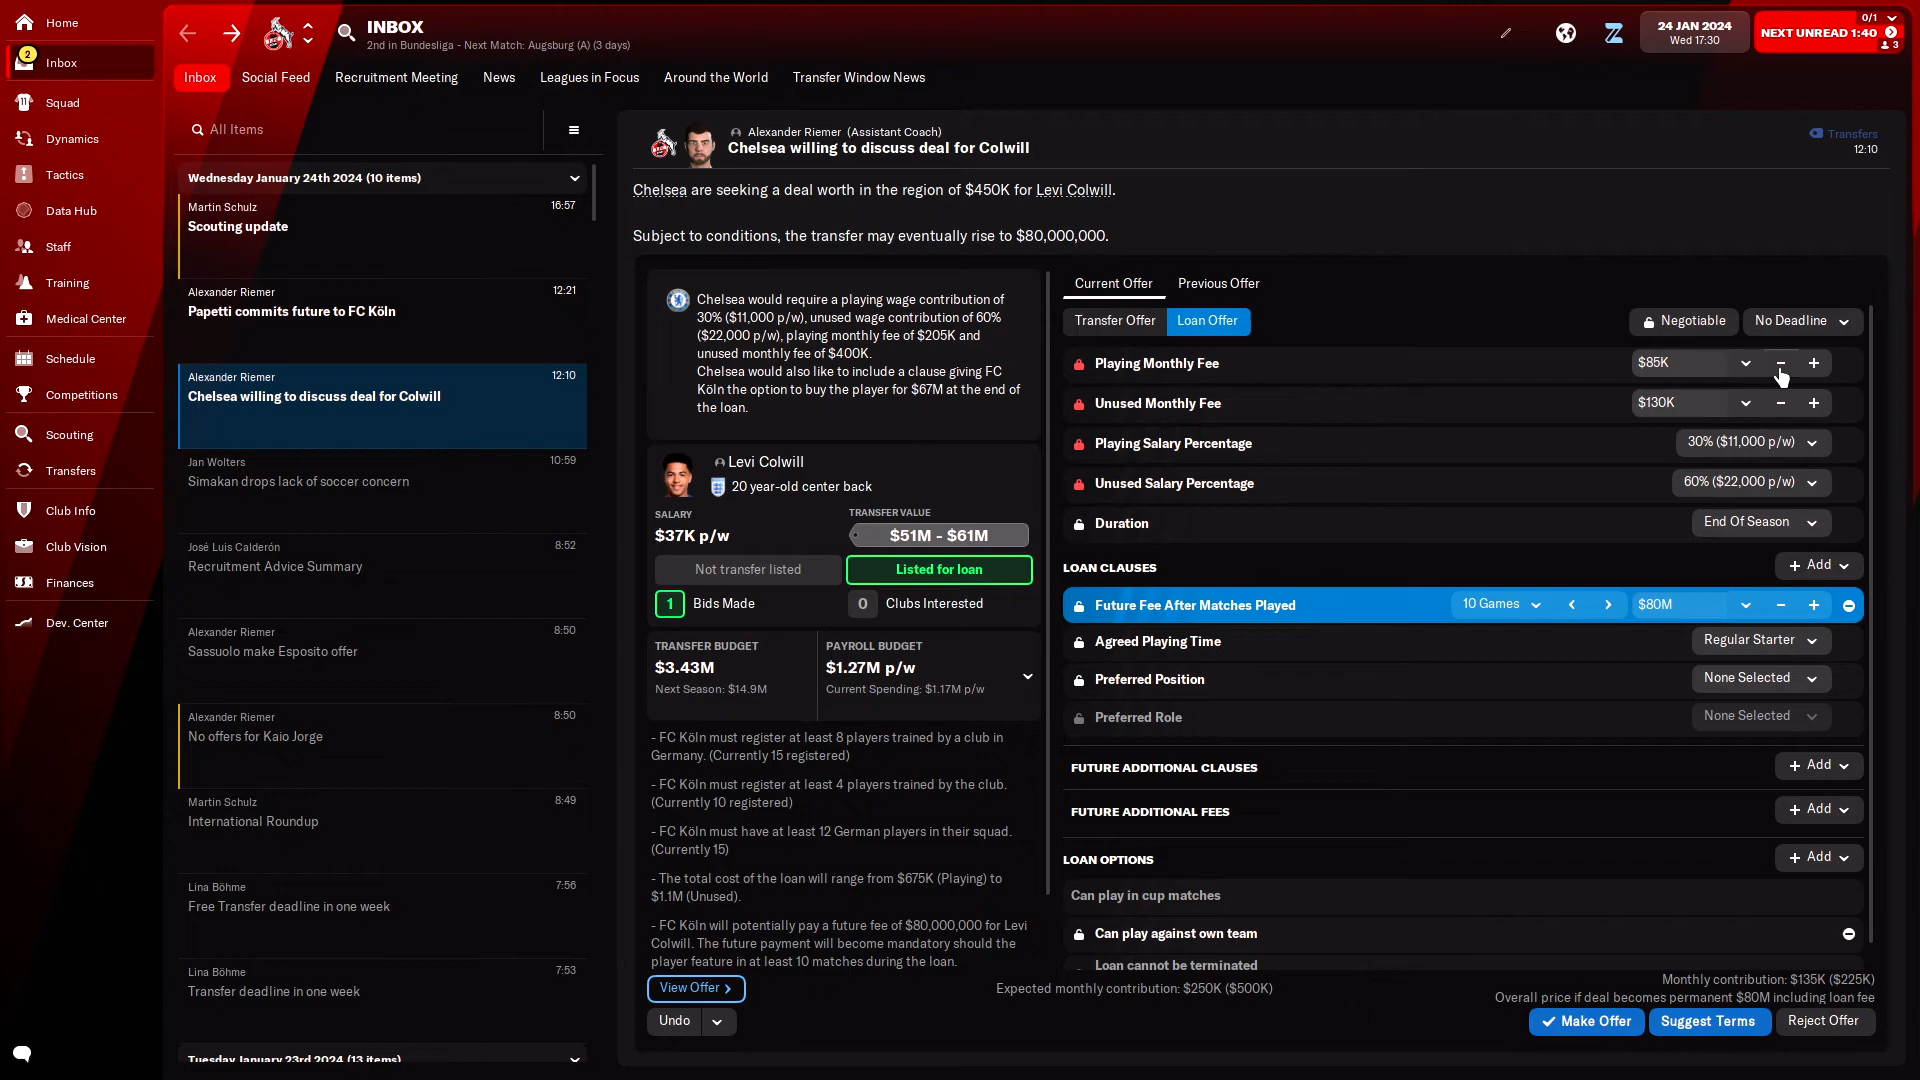 Home
2
Inbox
Squad
Dynamics
Tactics
Data Hub
Staff
Training
Medical Center
Schedule
Competitions
Scouting
Transfers
Club Info
Club Vision
Finances
Dev. Center
INBOX
2nd in Bundesliga - Next Match: Augsburg (A) (3 days)
24 JAN 2024
Wed 17:30
0/1
NEXT UNREAD 1:40
3
Inbox
Social Feed
Recruitment Meeting
News
Leagues in Focus
Around the World
Transfer Window News
All Items
Wednesday January 24th 2024 (10 items)
Martin Schulz 16:57
Scouting update
Alexander Riemer 12:21
Papetti commits future to FC Köln
Alexander Riemer 12:10
Chelsea willing to discuss deal for Colwill
Jan Wolters 10:59
Simakan drops lack of soccer concern
José Luis Calderón 8:52
Recruitment Advice Summary
Alexander Riemer 8:50
Sassuolo make Esposito offer
Alexander Riemer 8:50
No offers for Kaio Jorge
Martin Schulz 8:49
International Roundup
Lina Böhme 7:56
Free Transfer deadline in one week
Lina Böhme 7:53
Transfer deadline in one week
Tuesday January 23rd 2024 (13 items)
Alexander Riemer (Assistant Coach)
Chelsea willing to discuss deal for Colwill
Transfers
12:10
Chelsea are seeking a deal worth in the region of $450K for Levi Colwill.
Subject to conditions, the transfer may eventually rise to $80,000,000.
Chelsea would require a playing wage contribution of
30% ($11,000 p/w), unused wage contribution of 60%
($22,000 p/w), playing monthly fee of $205K and
unused monthly fee of $400K.
Chelsea would also like to include a clause giving FC
Köln the option to buy the player for $67M at the end of
the loan.
Levi Colwill
20 year-old center back
SALARY
$37K p/w
TRANSFER VALUE
$51M - $61M
Not transfer listed
Listed for loan
1 Bids Made
0 Clubs Interested
TRANSFER BUDGET
$3.43M
Next Season: $14.9M
PAYROLL BUDGET
$1.27M p/w
Current Spending: $1.17M p/w
- FC Köln must register at least 8 players trained by a club in
Germany. (Currently 15 registered)
- FC Köln must register at least 4 players trained by the club.
(Currently 10 registered)
- FC Köln must have at least 12 German players in their squad.
(Currently 15)
- The total cost of the loan will range from $675K (Playing) to
$1.1M (Unused).
- FC Köln will potentially pay a future fee of $80,000,000 for Levi
Colwill. The future payment will become mandatory should the
player feature in at least 10 matches during the loan.
View Offer
Undo
Current Offer
Previous Offer
Transfer Offer
Loan Offer
Negotiable
No Deadline
Playing Monthly Fee $85K
Unused Monthly Fee $130K
Playing Salary Percentage 30% ($11,000 p/w)
Unused Salary Percentage 60% ($22,000 p/w)
Duration End Of Season
LOAN CLAUSES + Add
Future Fee After Matches Played 10 Games $80M
Agreed Playing Time Regular Starter
Preferred Position None Selected
Preferred Role None Selected
FUTURE ADDITIONAL CLAUSES + Add
FUTURE ADDITIONAL FEES + Add
LOAN OPTIONS + Add
Can play in cup matches
Can play against own team
Loan cannot be terminated
Expected monthly contribution: $250K ($500K)
Monthly contribution: $135K ($225K)
Overall price if deal becomes permanent $80M including loan fee
Make Offer
Suggest Terms
Reject Offer